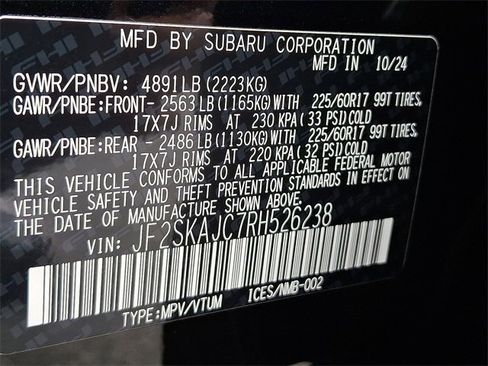 MFD BY SUBARU CORPORATION
MFD IN 10/24
GVWR/PNBV: 4891LB (2223KG)
GAWR/PNBE:FRONT- 2563 LB (1165KG) WITH 225/60R17 99T TIRES,
17X7J RIMS AT 230 KPA (33 PSI) COLD
GAWR/PNBE:REAR - 2486 LB (1130KG) WITH 225/60R17 99T TIRES,
17X7J RIMS AT 220 KPA (32 PSI) COLD
THIS VEHICLE CONFORMS TO ALL APPLICABLE FEDERAL MOTOR
VEHICLE SAFETY AND THEFT PREVENTION STANDARDS IN EFFECT ON
THE DATE OF MANUFACTURE SHOWN ABOVE.
VIN: JF2SKAJC7RH526238
TYPE:MPV/VTUM ICES/NMB-002